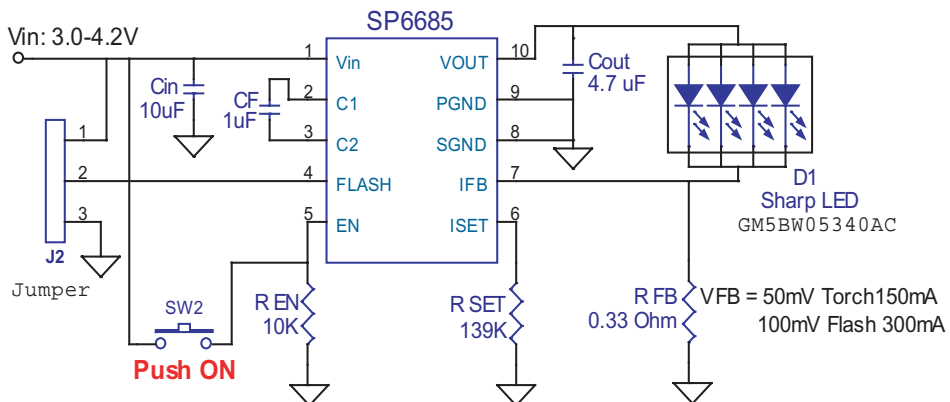 SP6685
Vin: 3.0-4.2V
1
Vin
VOUT
10
Cin
10uF
CF
1uF
2
C1
3
C2
PGND
9
SGND
8
Cout
4.7 uF
1
2
3
J2
Jumper
4
FLASH
IFB
7
5
EN
ISET
6
D1
Sharp LED
GM5BW05340AC
SW2
Push ON
R EN
10K
R SET
139K
R FB
0.33 Ohm
VFB = 50mV Torch150mA
100mV Flash 300mA